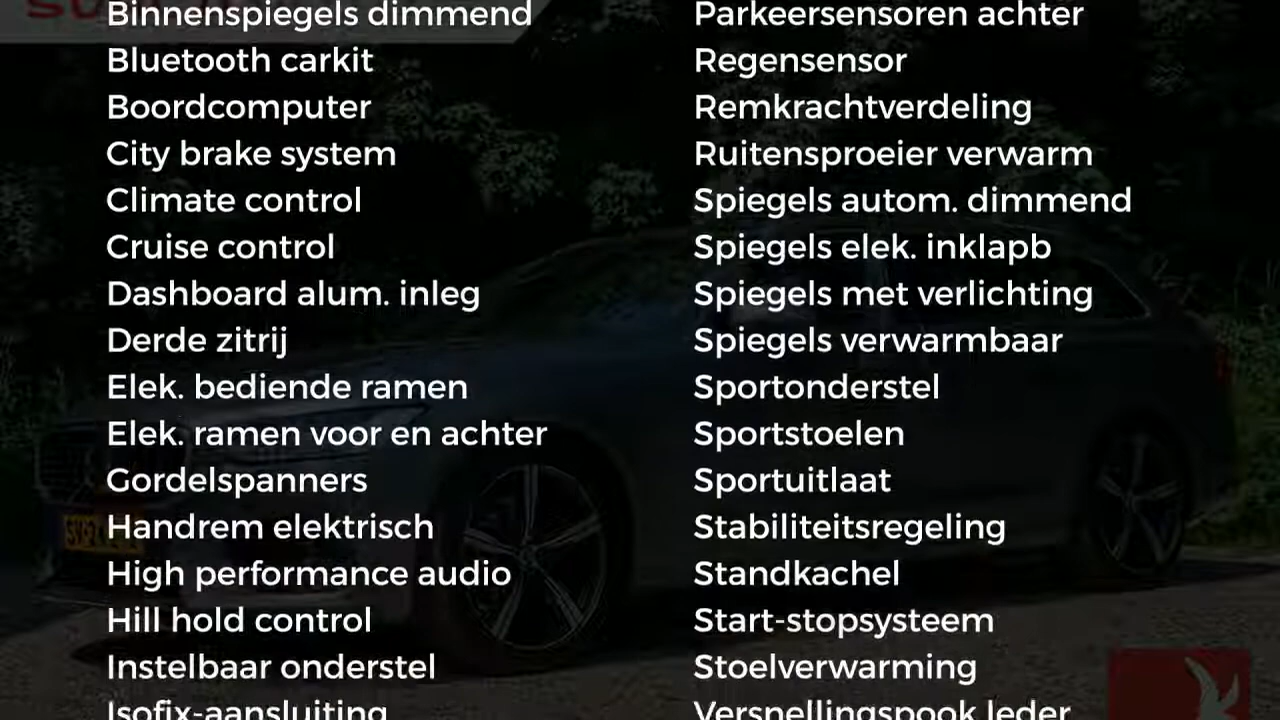 Binnenspiegels dimmend
Bluetooth carkit
Boordcomputer
City brake system
Climate control
Cruise control
Dashboard alum. inleg
Derde zitrij
Elek. bediende ramen
Elek. ramen voor en achter
Gordelspanners
Handrem elektrisch
High performance audio
Hill hold control
Instelbaar onderstel
Isofix-aansluiting
Parkeersensoren achter
Regensensor
Remkrachtverdeling
Ruitensproeier verwarm
Spiegels autom. dimmend
Spiegels elek. inklapb
Spiegels met verlichting
Spiegels verwarmbaar
Sportonderstel
Sportstoelen
Sportuitlaat
Stabiliteitsregeling
Standkachel
Start-stopsysteem
Stoelverwarming
Versnellingspook leder